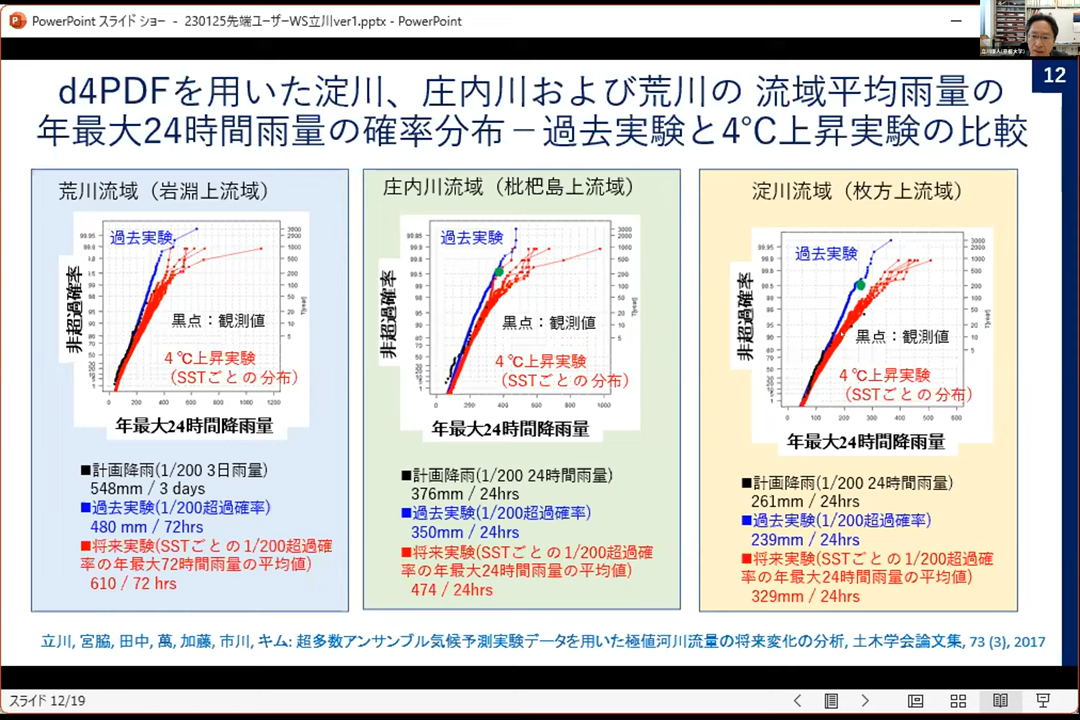 PowerPoint スライド ショー - 230125先端ユーザーWS立川ver1.pptx - PowerPoint
12
d4PDFを用いた淀川、庄内川および荒川の 流域平均雨量の
年最大24時間雨量の確率分布－過去実験と4℃上昇実験の比較
荒川流域（岩淵上流域）
過去実験
非超過確率
黒点：観測値
4℃上昇実験
（SSTごとの分布）
0 200 400 600 800 1000 1200
年最大24時間降雨量
■計画降雨(1/200 3日雨量)
548mm / 3 days
■過去実験(1/200超過確率)
480 mm / 72hrs
■将来実験(SSTごとの1/200超過確
率の年最大72時間雨量の平均値)
610 / 72 hrs
庄内川流域（枇杷島上流域）
過去実験
非超過確率
黒点：観測値
4℃上昇実験
（SSTごとの分布）
0 200 400 600 800 1000
年最大24時間降雨量
■計画降雨(1/200 24時間雨量)
376mm / 24hrs
■過去実験(1/200超過確率)
350mm / 24hrs
■将来実験(SSTごとの1/200超過確
率の年最大24時間雨量の平均値)
474 / 24hrs
淀川流域（枚方上流域）
過去実験
非超過確率
黒点：観測値
4℃上昇実験
（SSTごとの分布）
0 100 200 300 400 500 600
年最大24時間降雨量
■計画降雨(1/200 24時間雨量)
261mm / 24hrs
■過去実験(1/200超過確率)
239mm / 24hrs
■将来実験(SSTごとの1/200超過確
率の年最大24時間雨量の平均値)
329mm / 24hrs
立川, 宮脇, 田中, 萬, 加藤, 市川, キム: 超多数アンサンブル気候予測実験データを用いた極値河川流量の将来変化の分析, 土木学会論文集, 73 (3), 2017
スライド 12/19